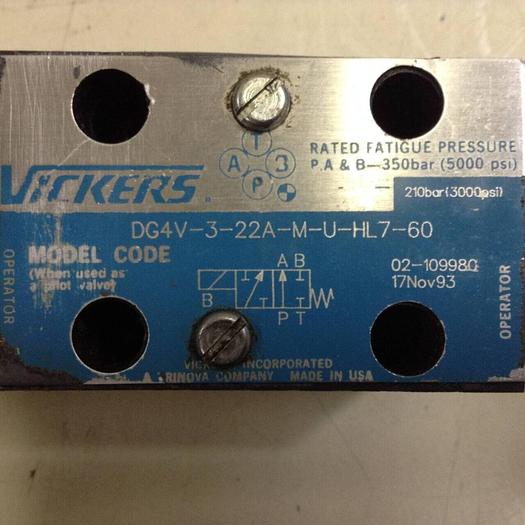 T
A B
P
RATED FATIGUE PRESSURE
P.A & B—350bar (5000 psi)
VICKERS
210bar(3000psi)
DG4V-3-22A-M-U-HL7-60
MODEL CODE
(When used as
a pilot valve)
A B
B
P T
02-109980
17Nov93
OPERATOR
OPERATOR
INCORPORATED
COMPANY MADE IN USA